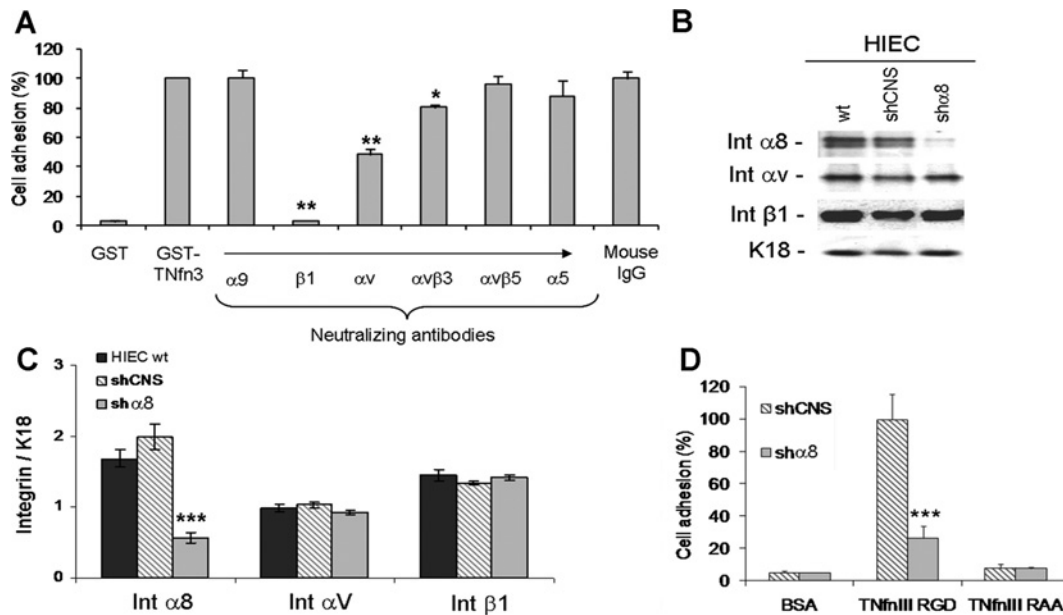 A
Cell adhesion (%)
120
100
80
60
40
20
0
**
**
*
GST
GST-
TNfn3
α9
β1
αv
αvβ3
αvβ5
α5
Mouse
IgG
Neutralizing antibodies
B
HIEC
wt
shCNS
shα8
Int α8 -
Int αv -
Int β1 -
K18 -
C
Integrin / K18
3
2
1
0
HIEC wt
shCNS
shα8
***
Int α8
Int αV
Int β1
D
Cell adhesion (%)
120
100
80
60
40
20
0
shCNS
shα8
***
BSA
TNfnIII RGD
TNfnIII RAA